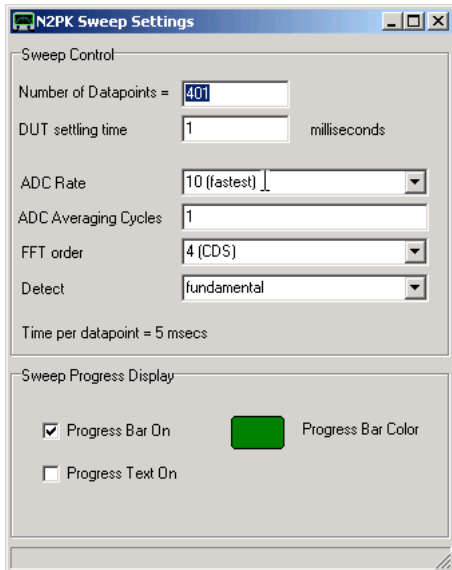 N2PK Sweep Settings
Sweep Control
Number of Datapoints = 401
DUT settling time 1 milliseconds
ADC Rate 10 (fastest)
ADC Averaging Cycles 1
FFT order 4 (CDS)
Detect fundamental
Time per datapoint = 5 msecs
Sweep Progress Display
Progress Bar On Progress Bar Color
Progress Text On